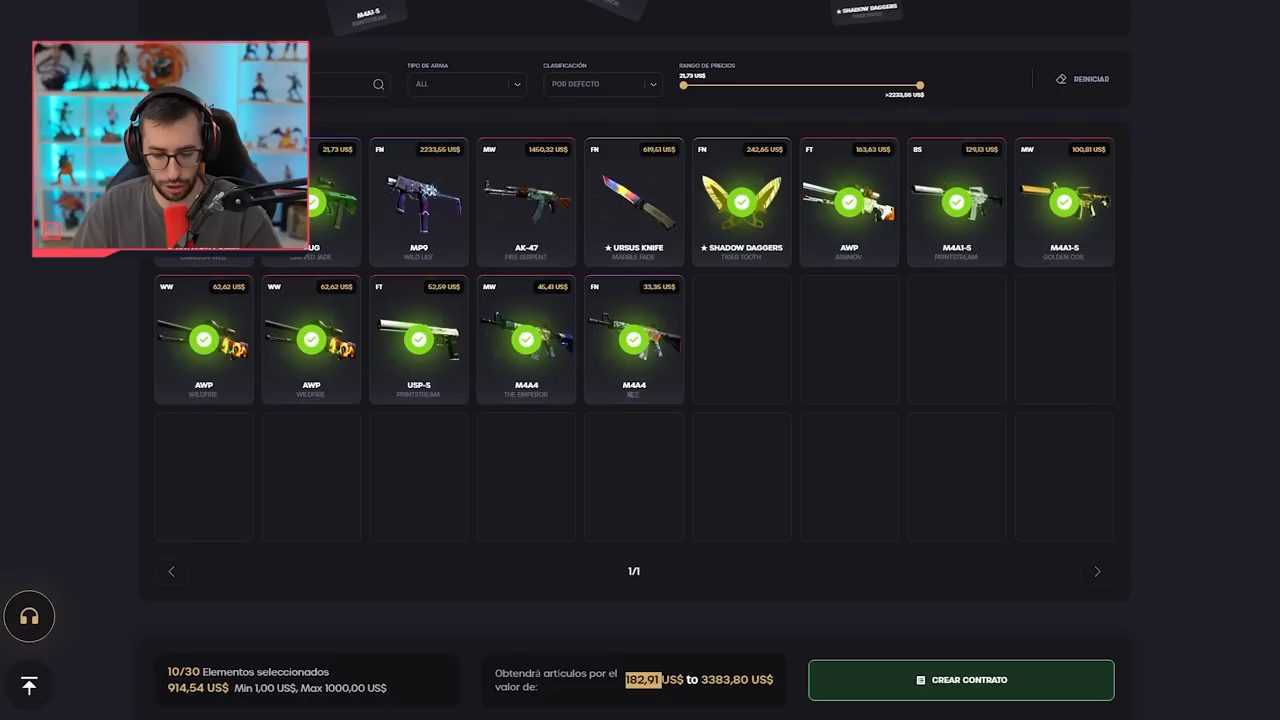 M4A1-S
PRINTSTREAM
★ SHADOW DAGGERS
TIGER TOOTH
TIPO DE ARMA
ALL
CLASIFICACIÓN
POR DEFECTO
RANGO DE PRECIOS
21,73 US$
>2233,55 US$
REINICIAR
21,73 US$
UG
CARVED JADE
FN 2233,55 US$
MP9
WILD LILY
MW 1450,32 US$
AK-47
FIRE SERPENT
FN 619,51 US$
★ URSUS KNIFE
MARBLE FADE
FN 242,65 US$
★ SHADOW DAGGERS
TIGER TOOTH
FT 163,63 US$
AWP
ASIIMOV
BS 129,13 US$
M4A1-S
PRINTSTREAM
MW 100,81 US$
M4A1-S
GOLDEN COIL
WW 62,62 US$
AWP
WILDFIRE
WW 62,62 US$
AWP
WILDFIRE
FT 52,59 US$
USP-S
PRINTSTREAM
MW 45,41 US$
M4A4
THE EMPEROR
FN 33,35 US$
M4A4
1/1
10/30 Elementos seleccionados
914,54 US$ Min 1,00 US$, Max 1000,00 US$
Obtendrá artículos por el
valor de:
182,91 US$ to 3383,80 US$
CREAR CONTRATO